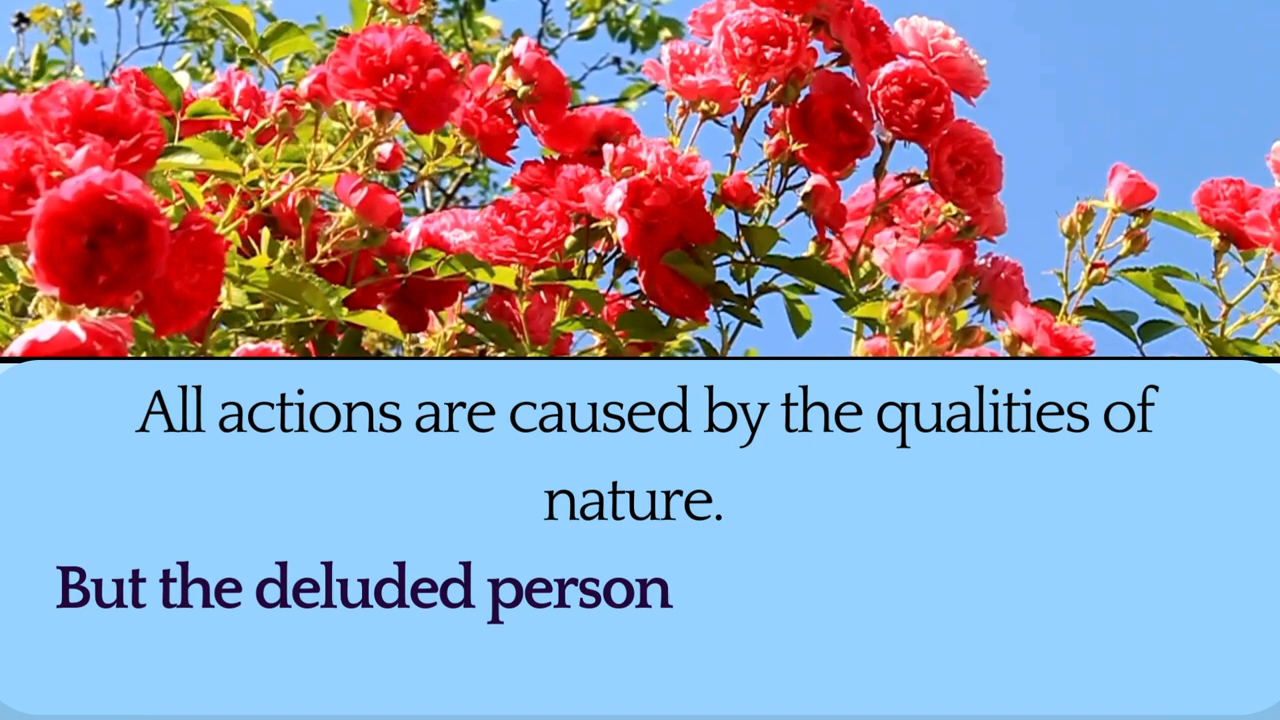 All actions are caused by the qualities of
nature.
But the deluded person